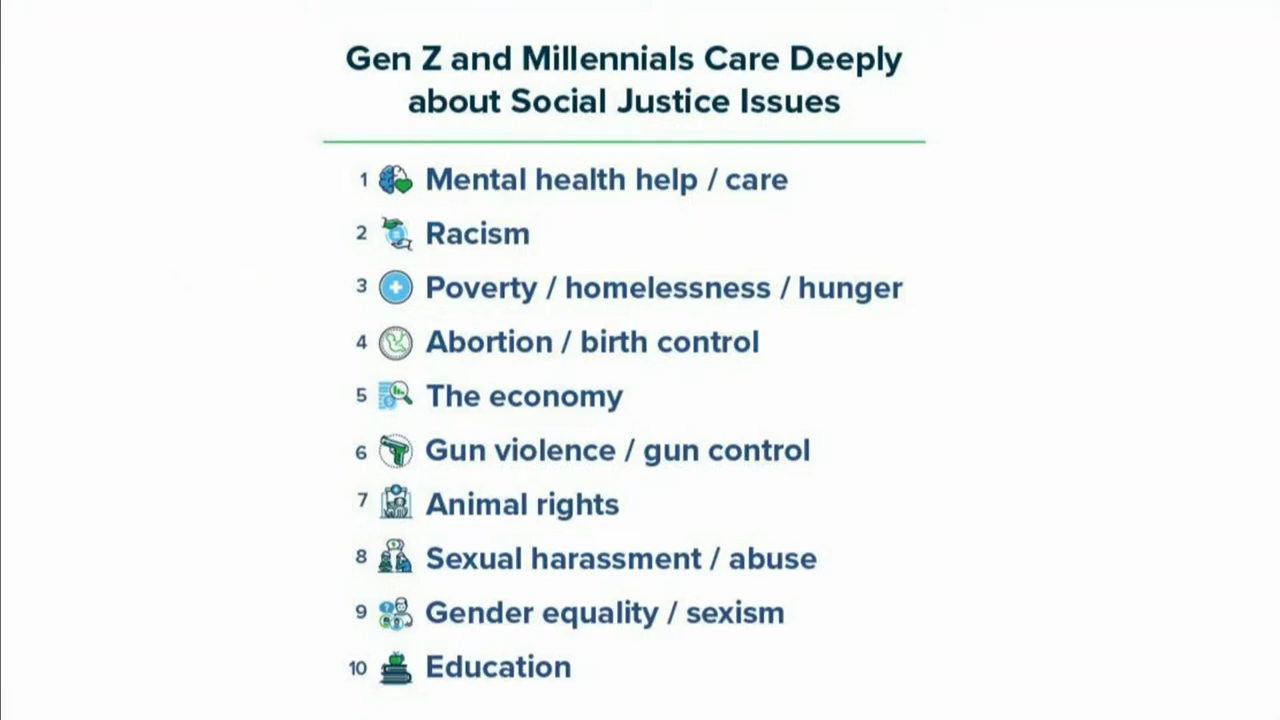 Gen Z and Millennials Care Deeply
about Social Justice Issues
1 Mental health help / care
2 Racism
3 Poverty / homelessness / hunger
4 Abortion / birth control
5 The economy
6 Gun violence / gun control
7 Animal rights
8 Sexual harassment / abuse
9 Gender equality / sexism
10 Education